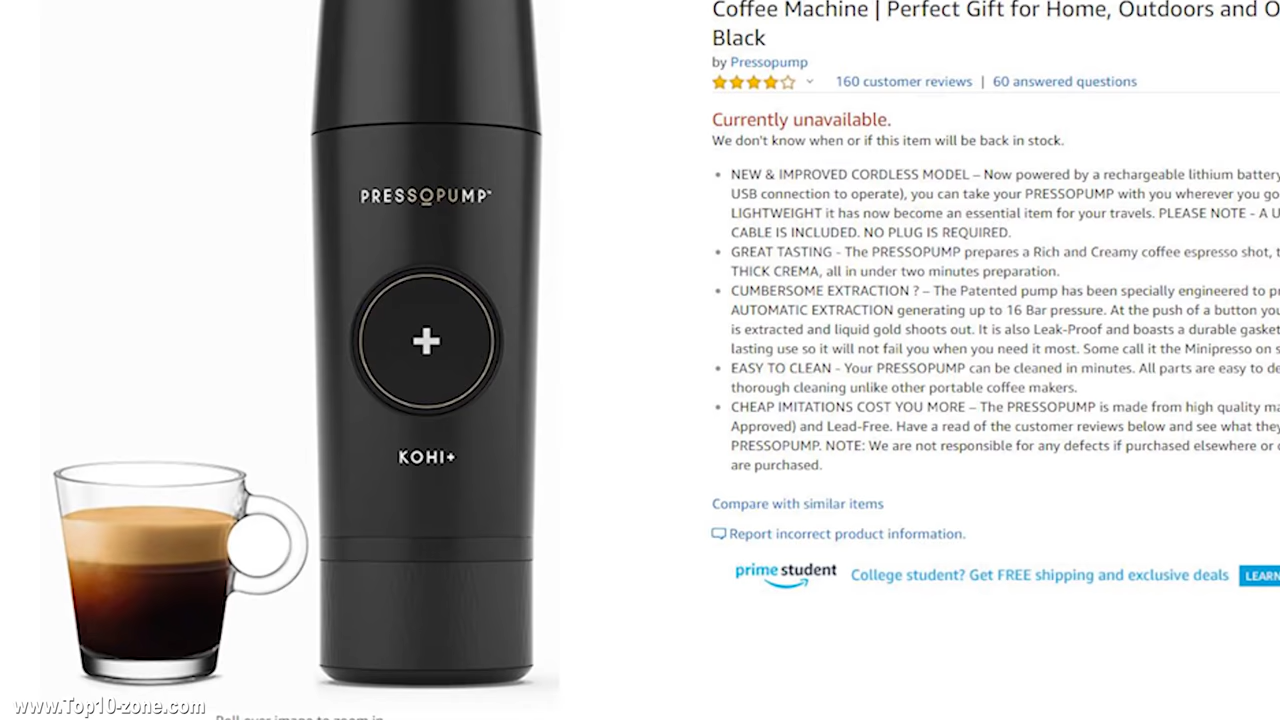 PRESSOPUMP™
KOHI+
www.Top10-zone.com
Roll over image to zoom in
Coffee Machine | Perfect Gift for Home, Outdoors and O
Black
by Pressopump
160 customer reviews | 60 answered questions
Currently unavailable.
We don't know when or if this item will be back in stock.
• NEW & IMPROVED CORDLESS MODEL – Now powered by a rechargeable lithium battery
USB connection to operate), you can take your PRESSOPUMP with you wherever you go
LIGHTWEIGHT it has now become an essential item for your travels. PLEASE NOTE - A U
CABLE IS INCLUDED. NO PLUG IS REQUIRED.
• GREAT TASTING - The PRESSOPUMP prepares a Rich and Creamy coffee espresso shot, t
THICK CREMA, all in under two minutes preparation.
• CUMBERSOME EXTRACTION ? – The Patented pump has been specially engineered to pr
AUTOMATIC EXTRACTION generating up to 16 Bar pressure. At the push of a button you
is extracted and liquid gold shoots out. It is also Leak-Proof and boasts a durable gasket
lasting use so it will not fail you when you need it most. Some call it the Minipresso on s
• EASY TO CLEAN - Your PRESSOPUMP can be cleaned in minutes. All parts are easy to de
thorough cleaning unlike other portable coffee makers.
• CHEAP IMITATIONS COST YOU MORE – The PRESSOPUMP is made from high quality ma
Approved) and Lead-Free. Have a read of the customer reviews below and see what they
PRESSOPUMP. NOTE: We are not responsible for any defects if purchased elsewhere or
are purchased.
Compare with similar items
Report incorrect product information.
prime student College student? Get FREE shipping and exclusive deals LEARN